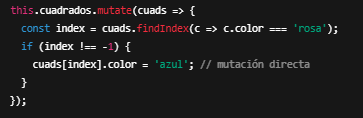 this.cuadrados.mutate(cuads => {
  const index = cuads.findIndex(c => c.color === 'rosa');
  if (index !== -1) {
    cuads[index].color = 'azul'; // mutación directa
  }
});